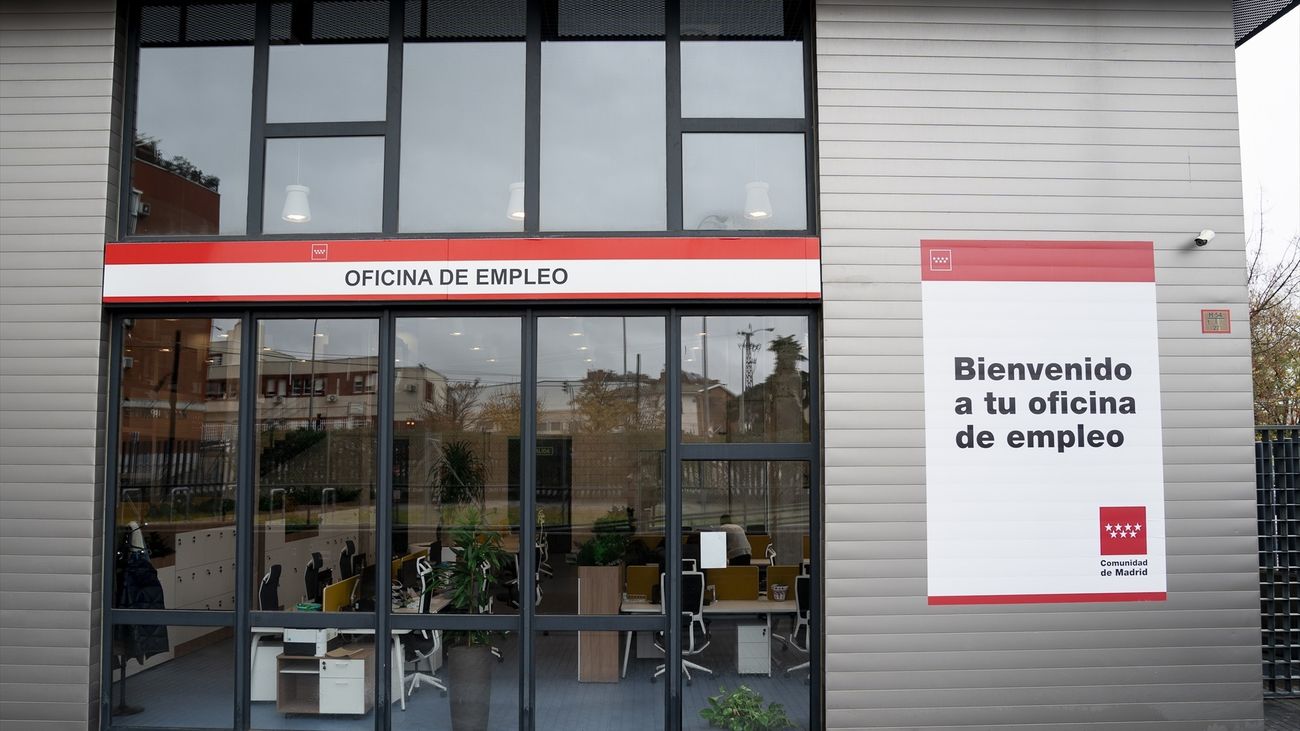 OFICINA DE EMPLEO
Bienvenido
a tu oficina
de empleo
Comunidad
de Madrid